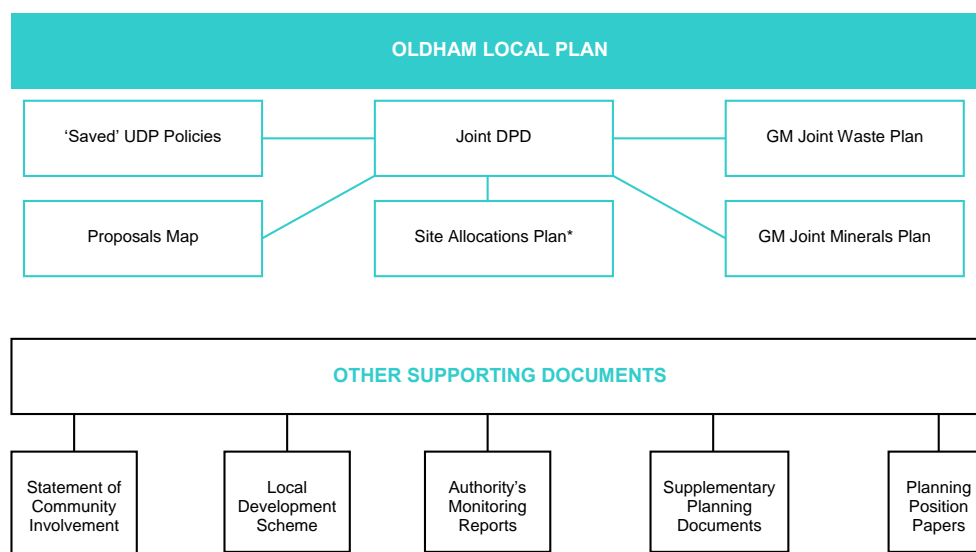 OLDHAM LOCAL PLAN
‘Saved’ UDP Policies
Joint DPD
GM Joint Waste Plan
Proposals Map
Site Allocations Plan*
GM Joint Minerals Plan
OTHER SUPPORTING DOCUMENTS
Statement of
Community
Involvement
Local
Development
Scheme
Authority’s
Monitoring
Reports
Supplementary
Planning
Documents
Planning
Position
Papers